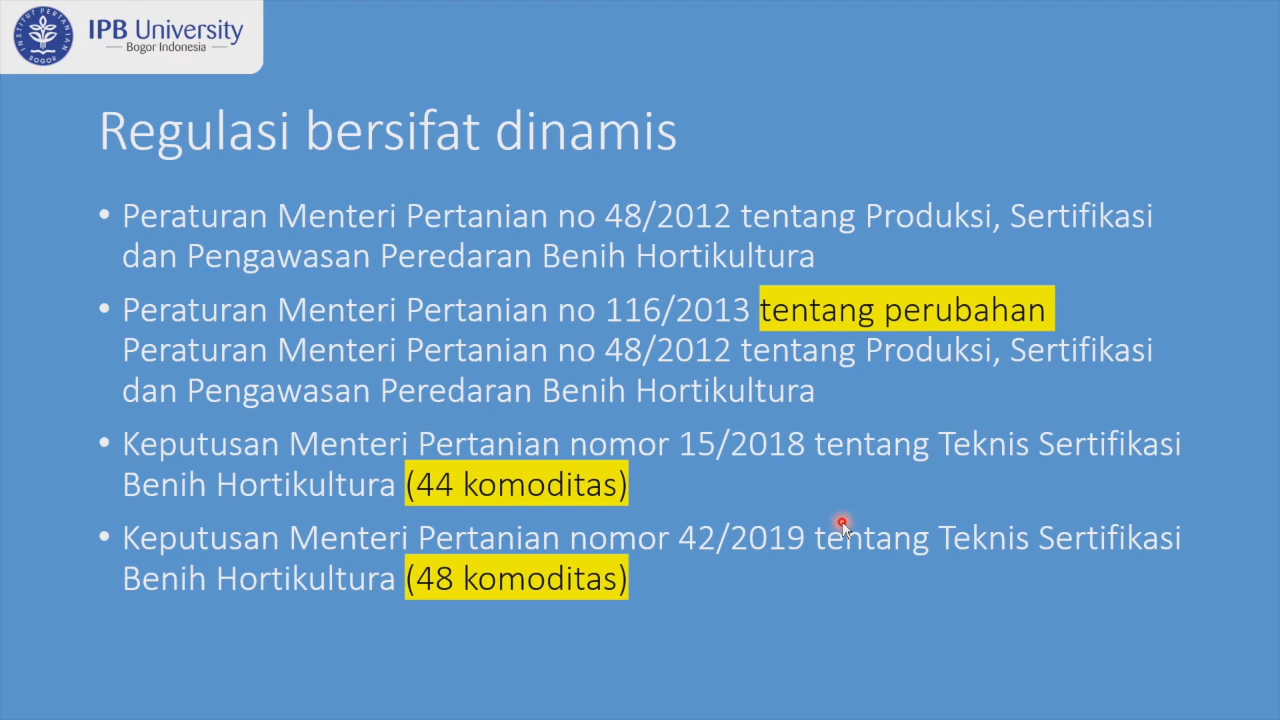 INSTITUT PERTANIAN
BOGOR
IPB University
Bogor Indonesia
Regulasi bersifat dinamis
• Peraturan Menteri Pertanian no 48/2012 tentang Produksi, Sertifikasi
dan Pengawasan Peredaran Benih Hortikultura
• Peraturan Menteri Pertanian no 116/2013 tentang perubahan
Peraturan Menteri Pertanian no 48/2012 tentang Produksi, Sertifikasi
dan Pengawasan Peredaran Benih Hortikultura
• Keputusan Menteri Pertanian nomor 15/2018 tentang Teknis Sertifikasi
Benih Hortikultura (44 komoditas)
• Keputusan Menteri Pertanian nomor 42/2019 tentang Teknis Sertifikasi
Benih Hortikultura (48 komoditas)